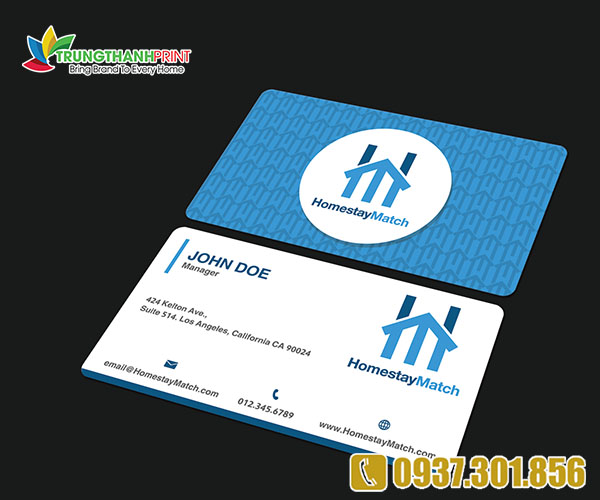 TRUNGTHANHPRINT
Bring Brand To Every Home
HomestayMatch
JOHN DOE
Manager
424 Kelton Ave.,
Suite 514. Los Angeles, California CA 90024
HomestayMatch
email@HomestayMatch.com
012.345.6789
www.HomestayMatch.com
0937.301.856